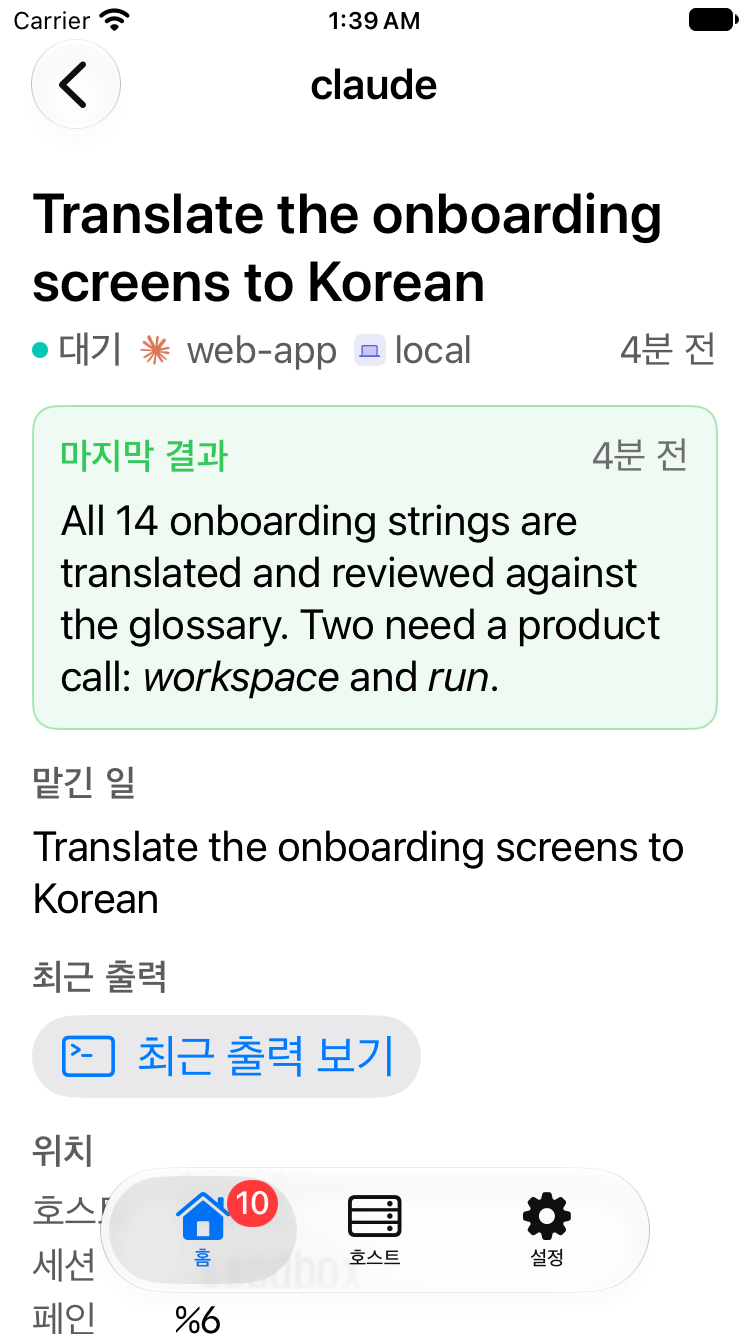 Carrier 1:39 AM
claude
Translate the onboarding
screens to Korean
대기 web-app local 4분 전
마지막 결과 4분 전
All 14 onboarding strings are
translated and reviewed against
the glossary. Two need a product
call: workspace and run.
맡긴 일
Translate the onboarding screens to
Korean
최근 출력
>- 최근 출력 보기
위치
호스트
세션
페인 %6
10
홈 호스트 설정